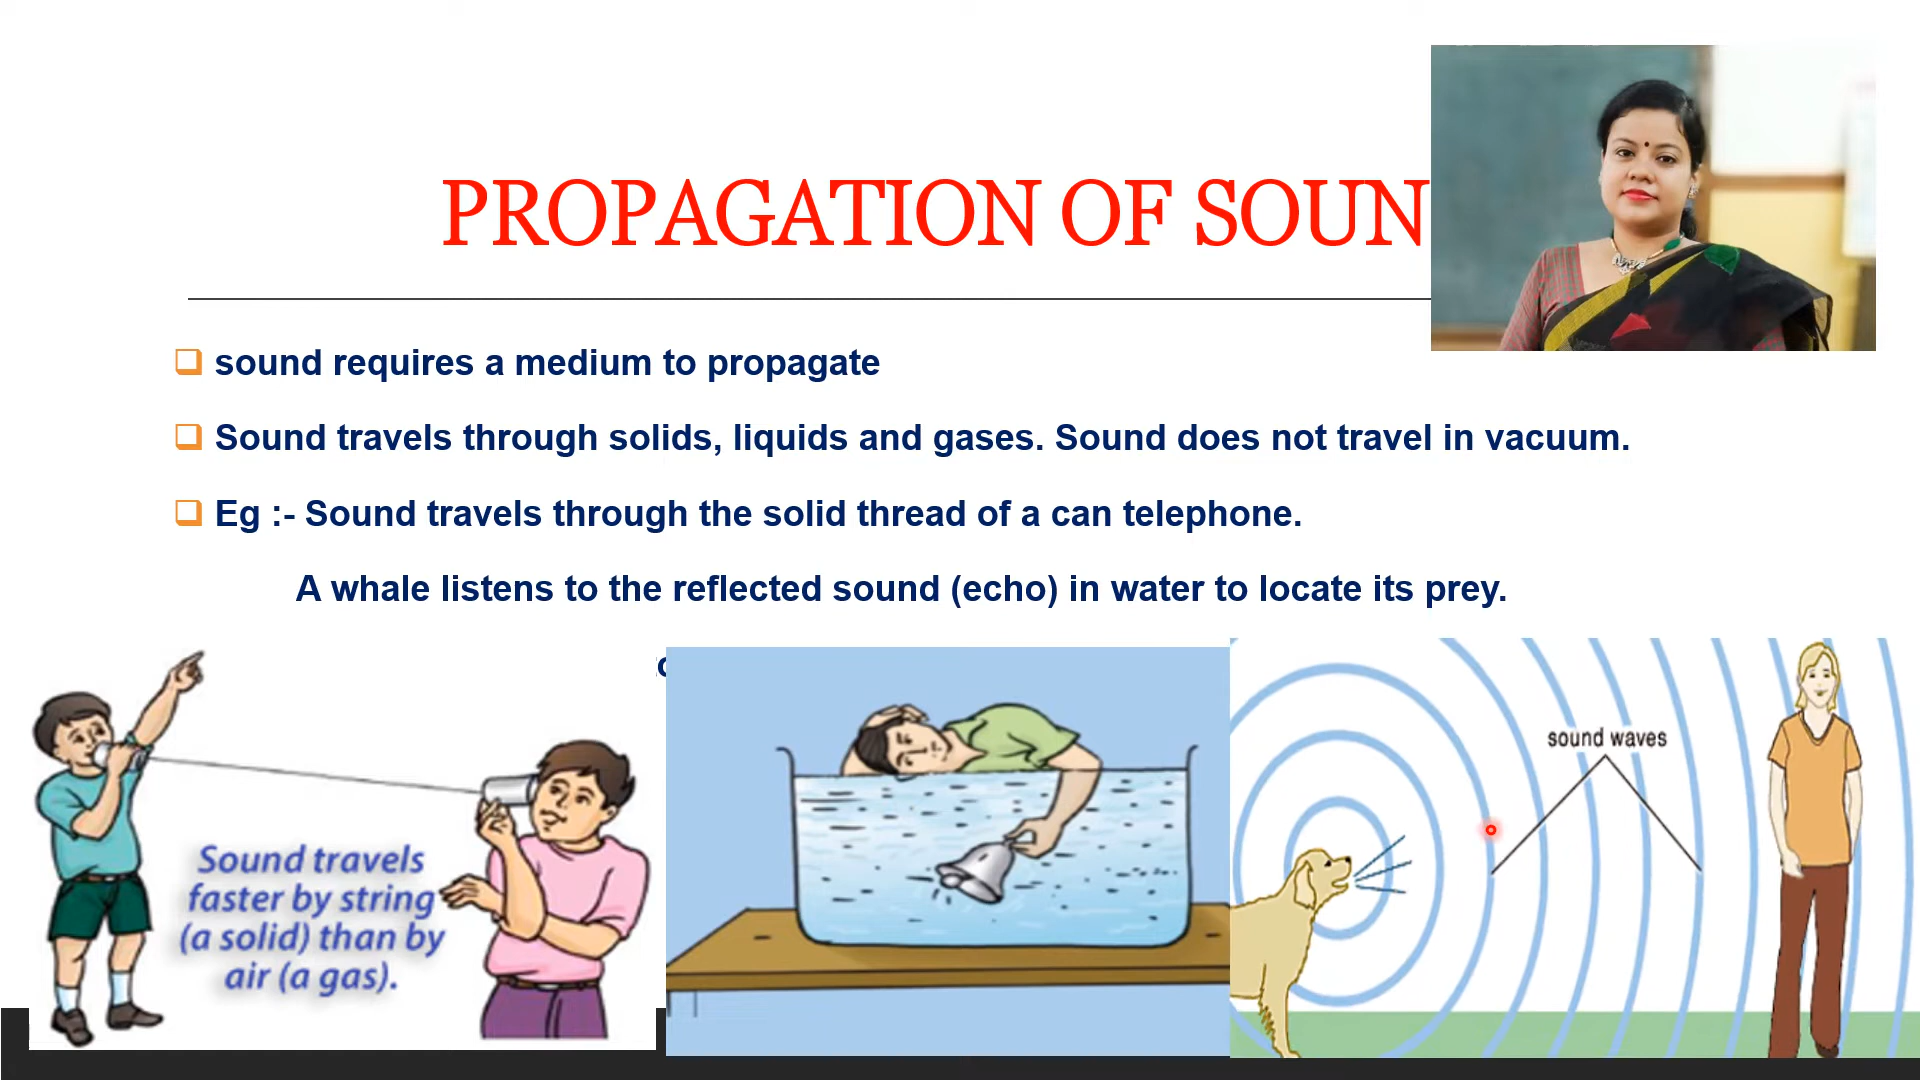 PROPAGATION OF SOUN
sound requires a medium to propagate
Sound travels through solids, liquids and gases. Sound does not travel in vacuum.
Eg :- Sound travels through the solid thread of a can telephone.
A whale listens to the reflected sound (echo) in water to locate its prey.
sound waves
Sound travels
faster by string
(a solid) than by
air (a gas).